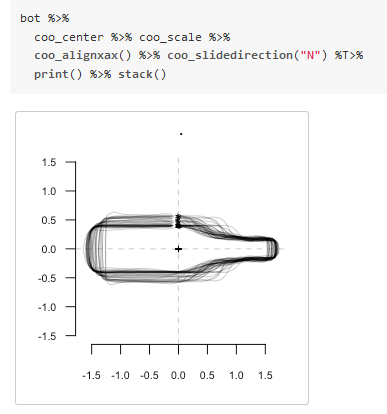 bot %>%
coo_center %>% coo_scale %>%
coo_alignxax() %>% coo_slidedirection("N") %T>%
print() %>% stack()
.
1.5
1.0
0.5
0.0
-0.5
-1.0
-1.5
-1.5 -1.0 -0.5 0.0 0.5 1.0 1.5